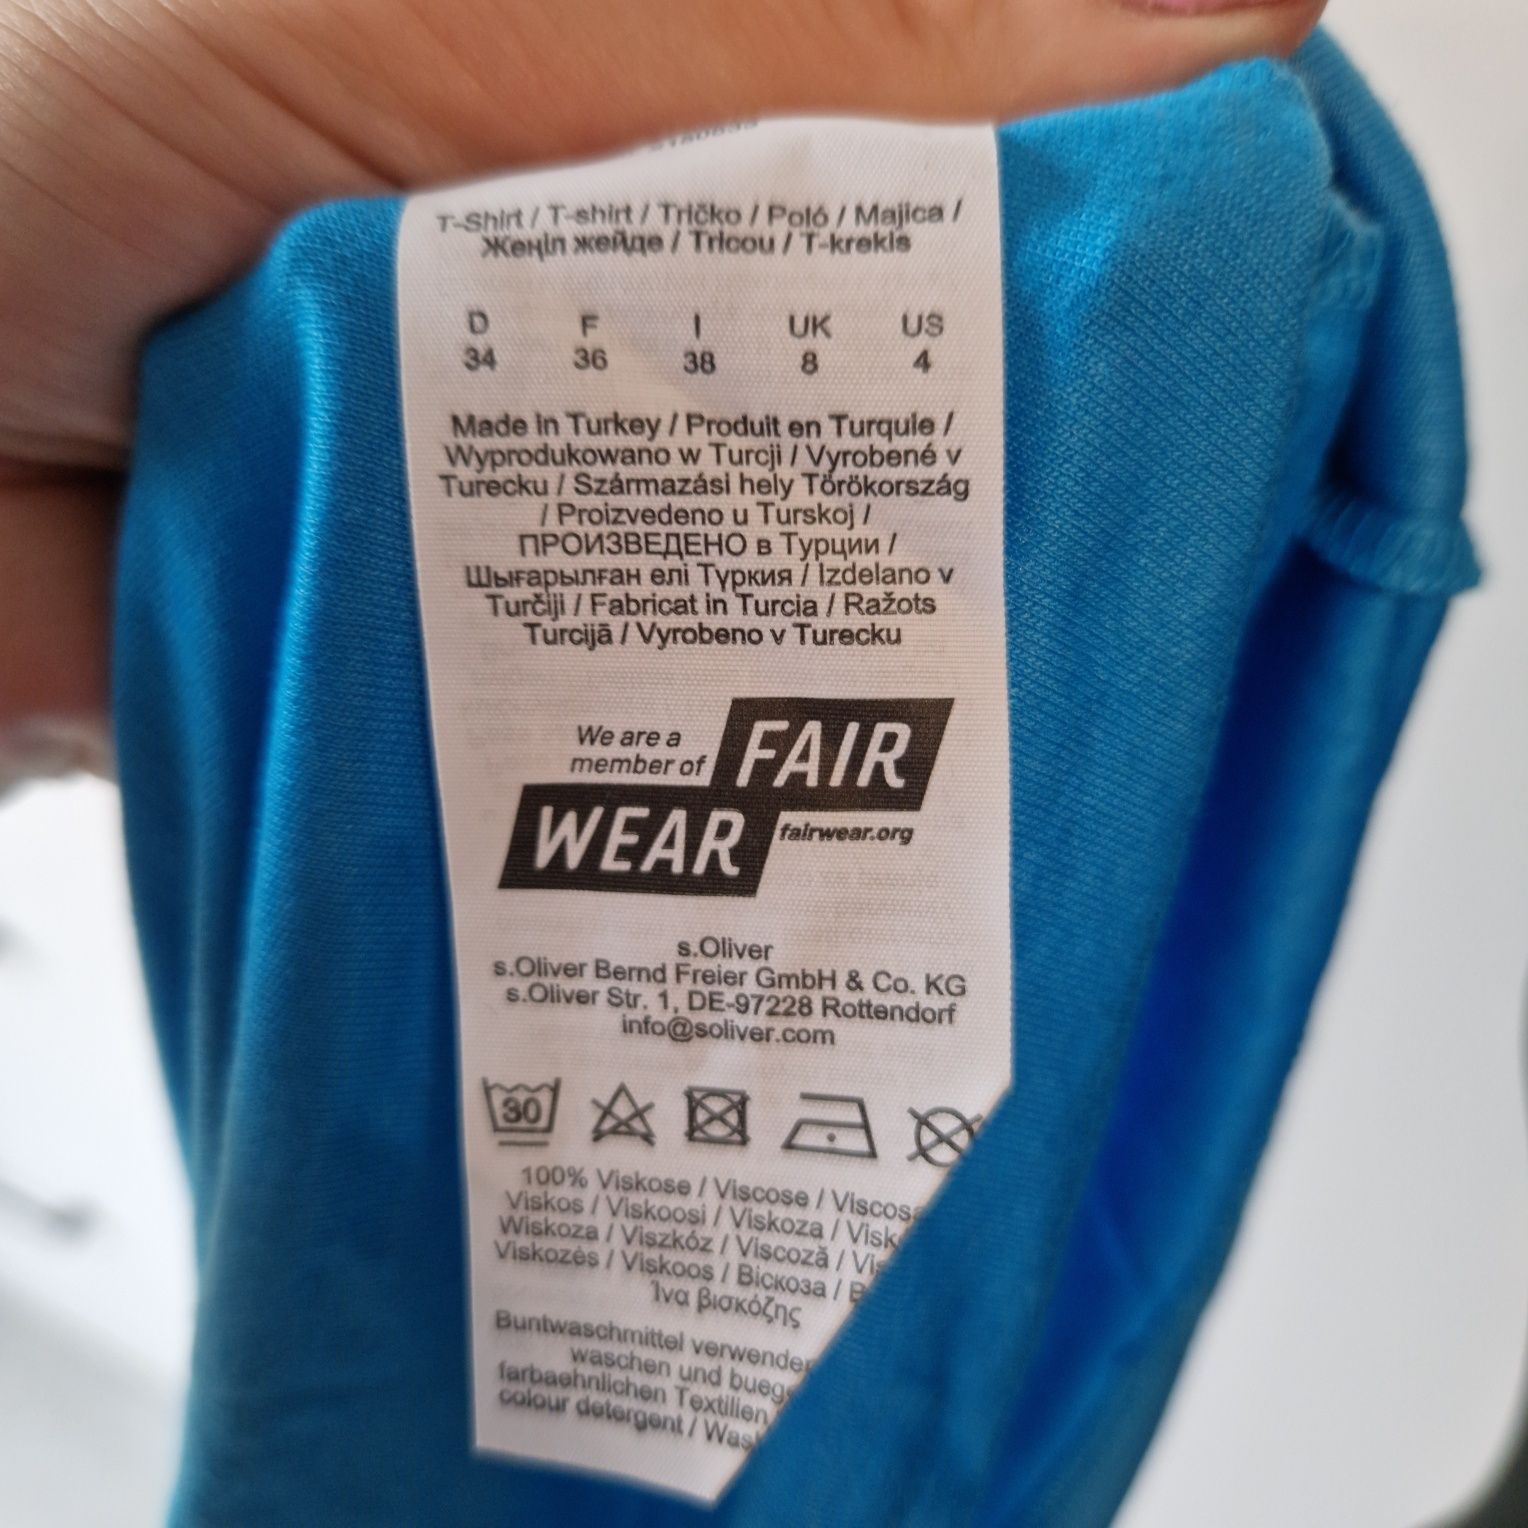 T-Shirt / T-shirt / Tričko / Poló / Majica /
Жеңіл жейде / Tricou / T-krekls
D F I UK US
34 36 38 8 4
Made in Turkey / Produit en Turquie /
Wyprodukowano w Turcji / Vyrobené v
Turecku / Származási hely Törökország
/ Proizvedeno u Turskoj /
ПРОИЗВЕДЕНО в Турции /
Шығарылған елі Түркия / Izdelano v
Turčiji / Fabricat in Turcia / Ražots
Turcijā / Vyrobeno v Turecku
We are a
member of
FAIR
WEAR
fairwear.org
s.Oliver
s.Oliver Bernd Freier GmbH & Co. KG
s.Oliver Str. 1, DE-97228 Rottendorf
info@soliver.com
30
100% Viskose / Viscose / Viscosa
Viskos / Viskoosi / Viskoza /
Wiskoza / Viszkóz / Viscoză /
Viskozės / Viskoos / Віскоза /
Ίνα βισκόζης
Buntwaschmittel
waschen und
farbaehnlichen Textilien
colour detergent /